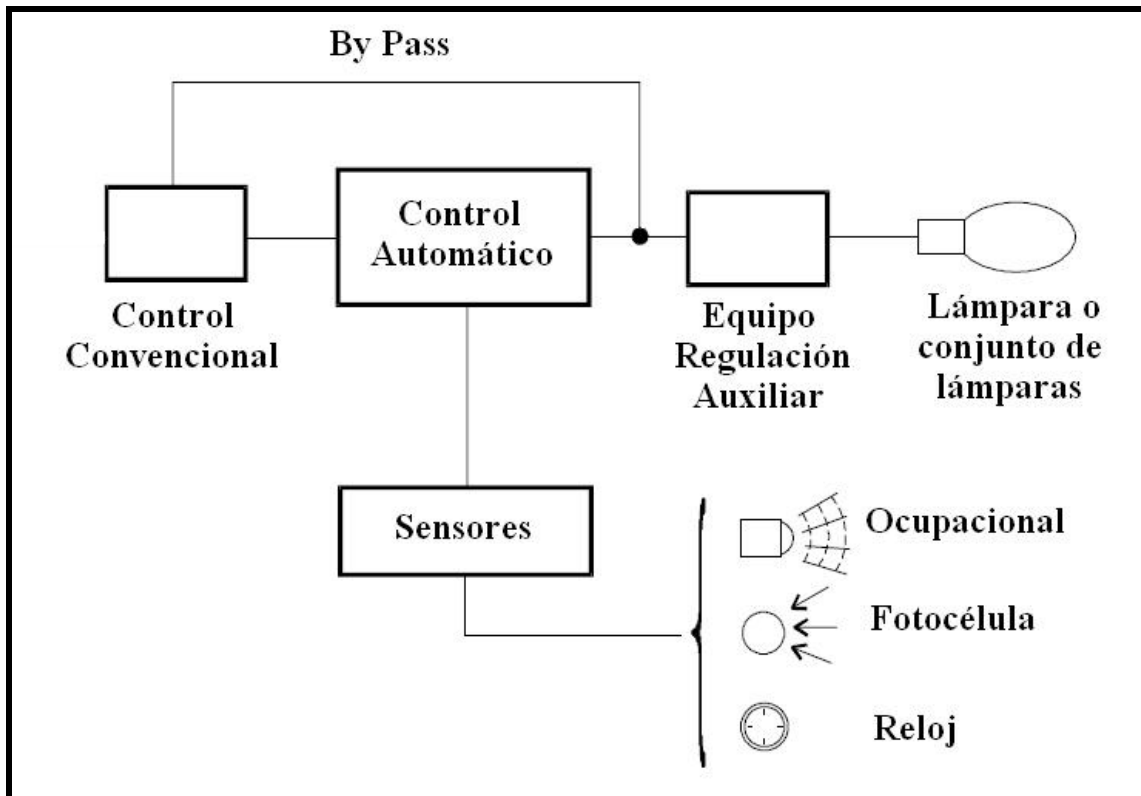 By Pass
Control
Automático
Control
Convencional
Equipo
Regulación
Auxiliar
Lámpara o
conjunto de
lámparas
Sensores
Ocupacional
Fotocélula
Reloj